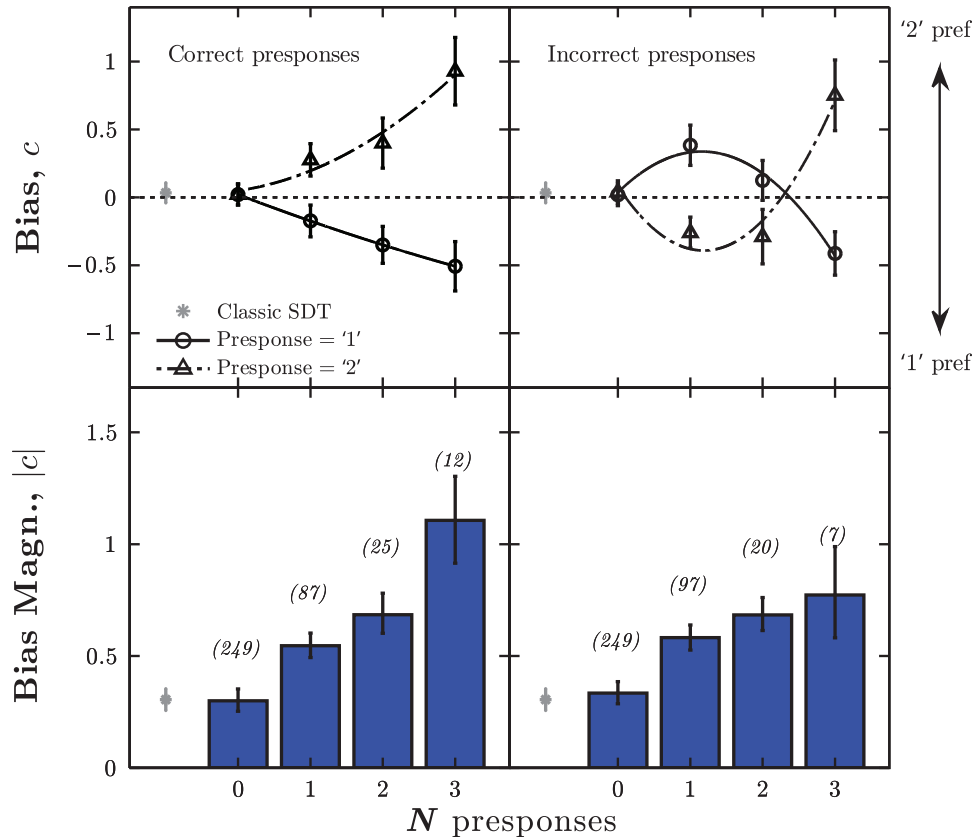 Correct presponses
Incorrect presponses
'2' pref
'1' pref
Bias, c
1
0.5
0
−0.5
−1
Classic SDT
Presponse = '1'
Presponse = '2'
Bias Magn., |c|
1.5
1
0.5
0
(249)
(87)
(25)
(12)
(249)
(97)
(20)
(7)
0 1 2 3
0 1 2 3
N presponses